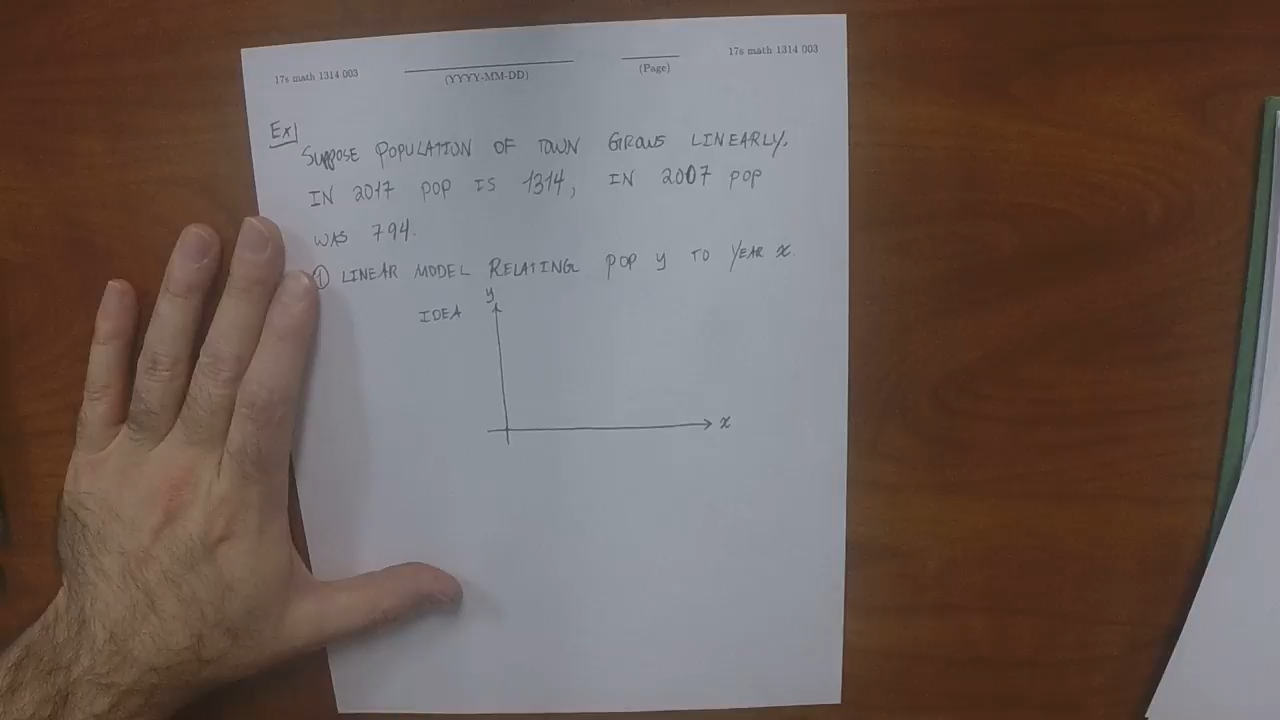 17s math 1314 003 (YYYY-MM-DD) (Page) 17s math 1314 003
Ex|
SUPPOSE POPULATION OF TOWN GROWS LINEARLY.
IN 2017 POP IS 1314, IN 2007 POP
WAS 794.
① LINEAR MODEL RELATING POP y TO YEAR x.
IDEA y
x